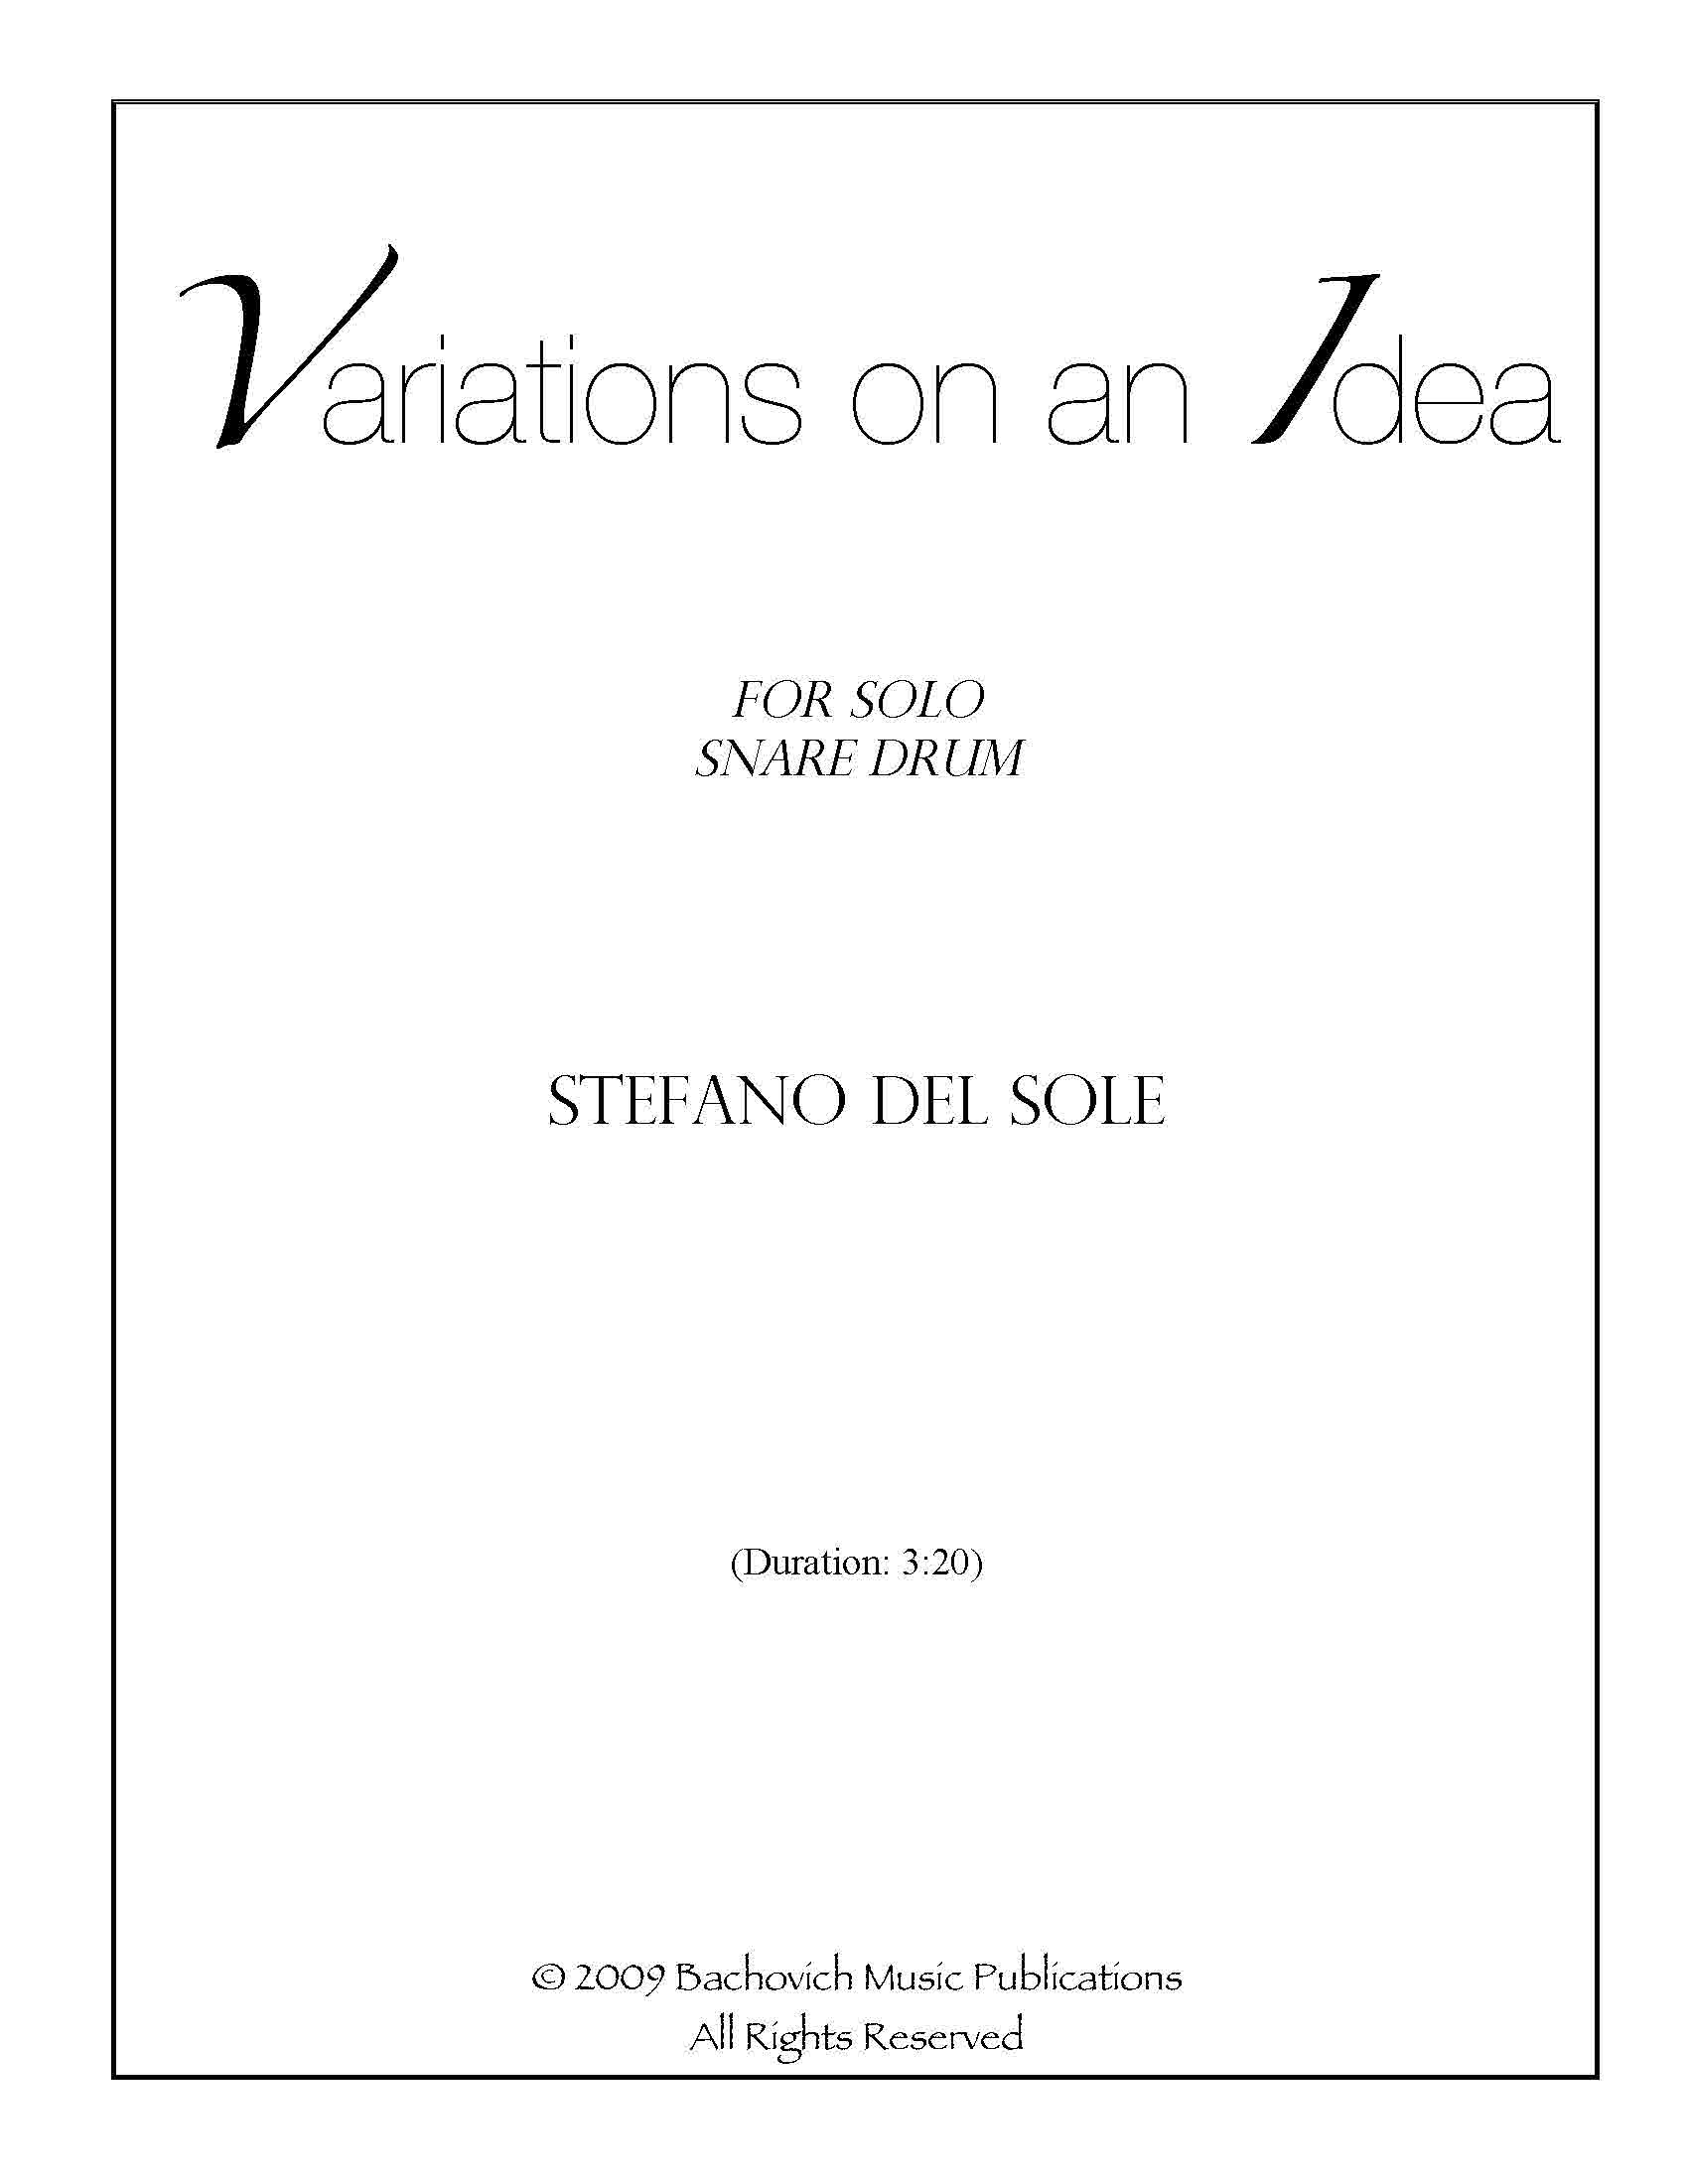 Variations on an Idea
FOR SOLO
SNARE DRUM
STEFANO DEL SOLE
(Duration: 3:20)
© 2009 Bachovich Music Publications
All Rights Reserved